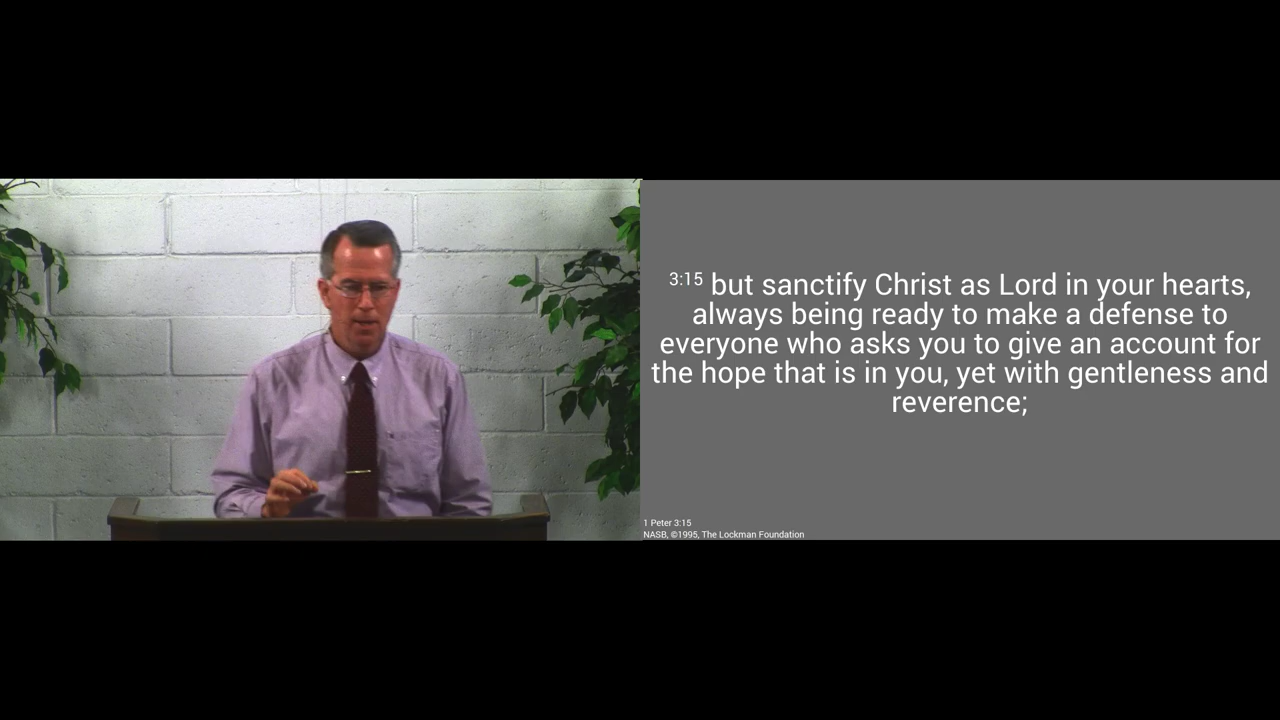 3:15 but sanctify Christ as Lord in your hearts,
always being ready to make a defense to
everyone who asks you to give an account for
the hope that is in you, yet with gentleness and
reverence;
1 Peter 3:15
NASB, ©1995, The Lockman Foundation